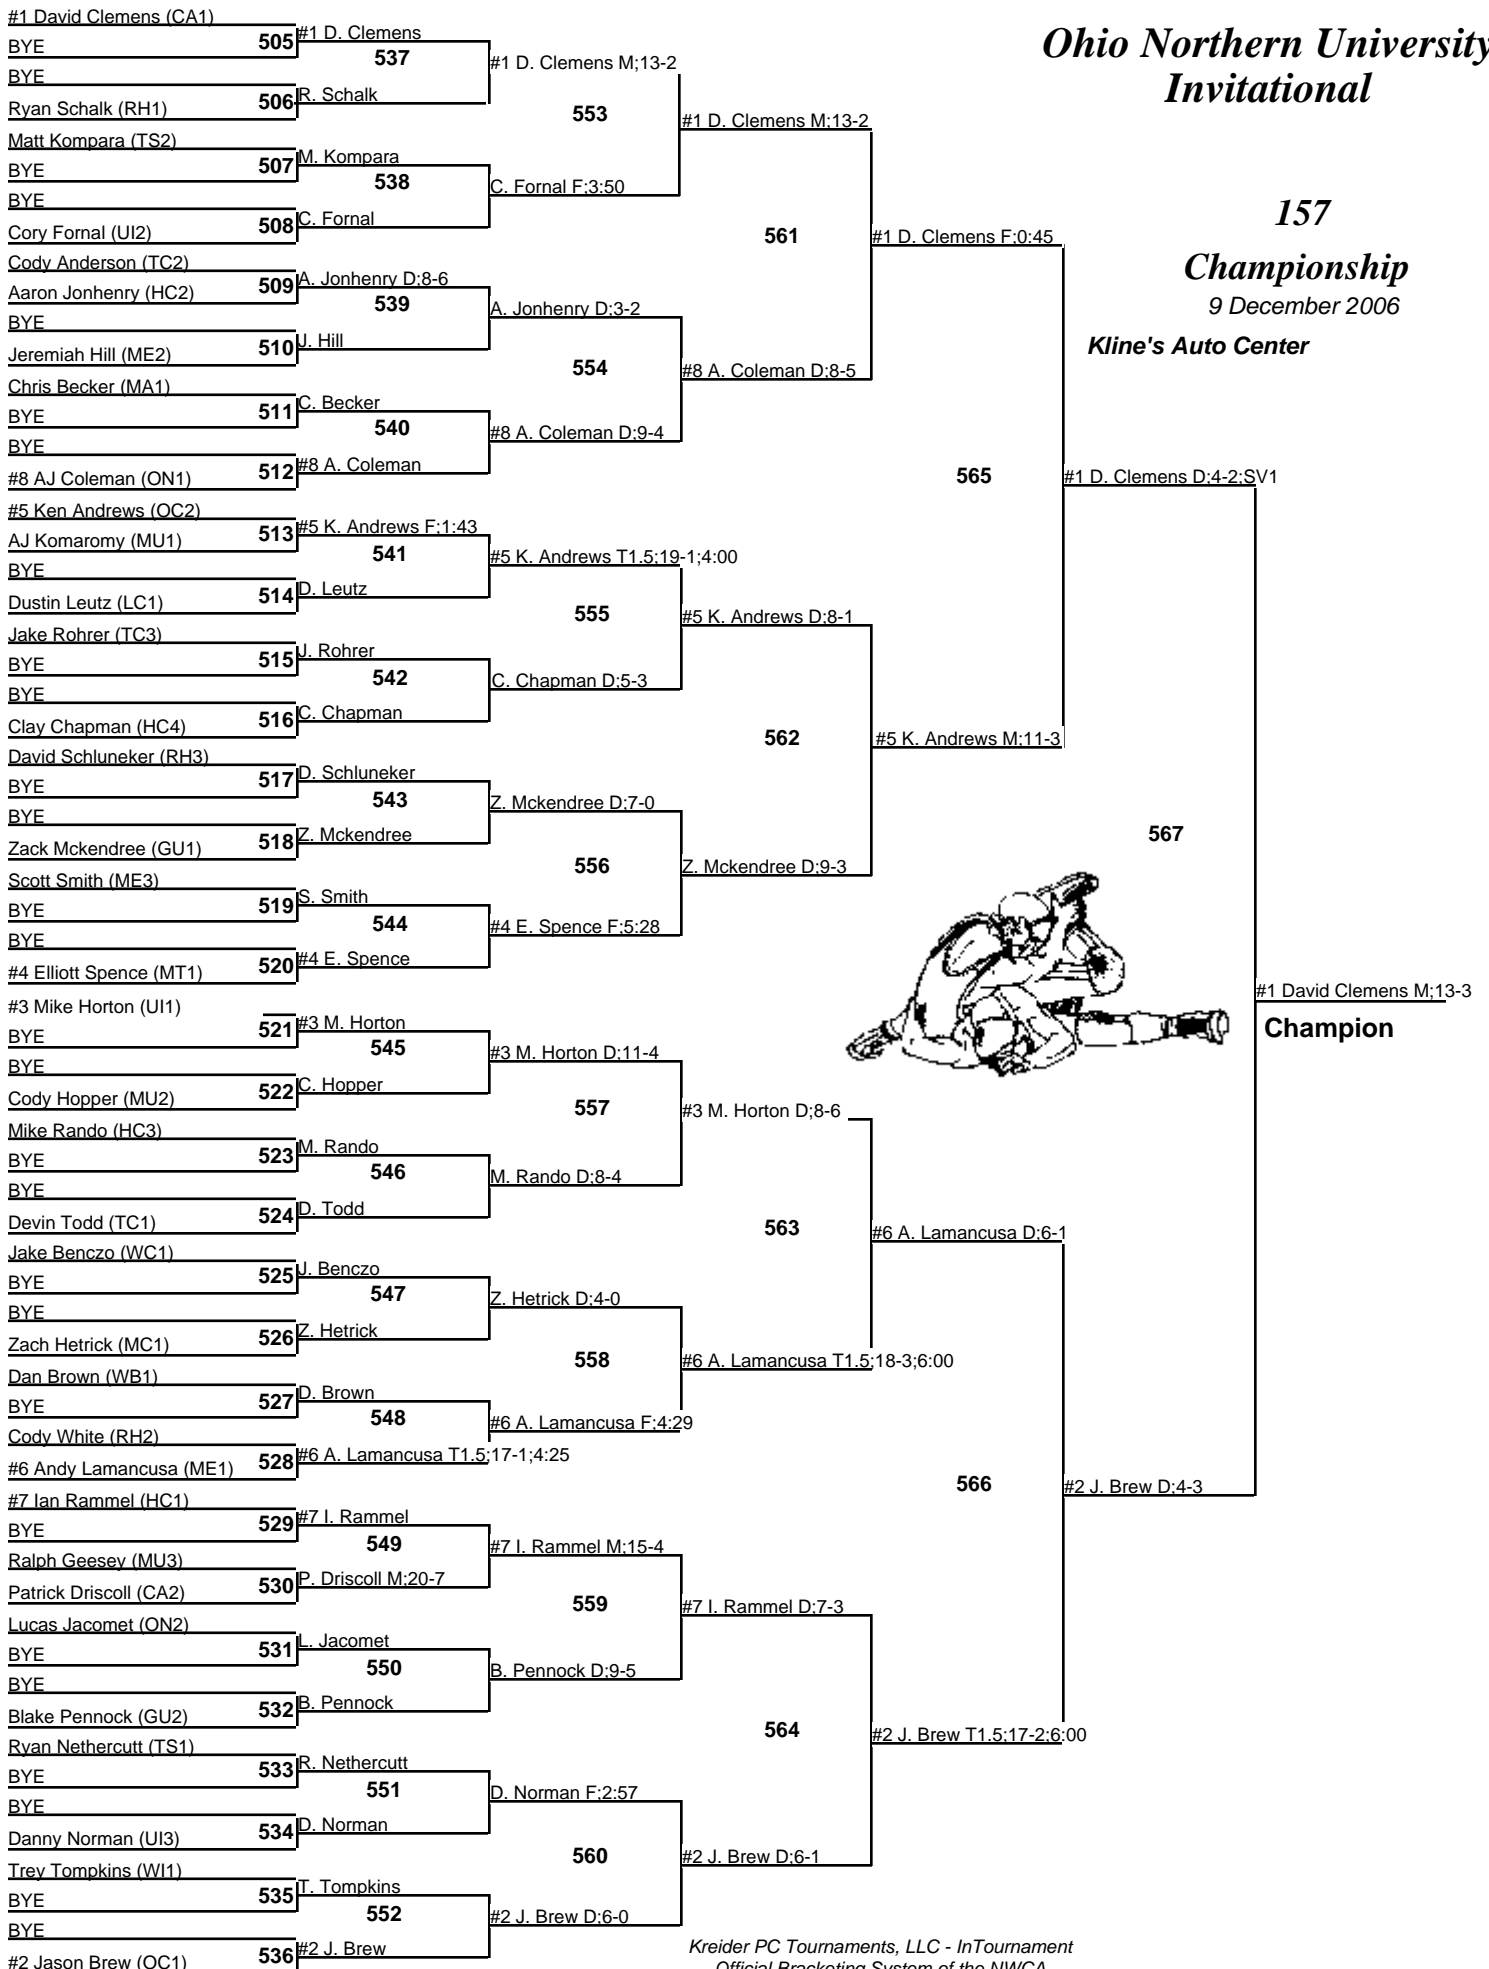 Ohio Northern University
Invitational
157
Championship
9 December 2006
Kline's Auto Center
#1 David Clemens (CA1)
BYE
505
BYE
Ryan Schalk (RH1)
506
Matt Kompara (TS2)
BYE
507
BYE
Cory Fornal (UI2)
508
Cody Anderson (TC2)
Aaron Jonhenry (HC2)
509
BYE
Jeremiah Hill (ME2)
510
Chris Becker (MA1)
BYE
511
BYE
#8 AJ Coleman (ON1)
512
#5 Ken Andrews (OC2)
AJ Komaromy (MU1)
513
BYE
Dustin Leutz (LC1)
514
Jake Rohrer (TC3)
BYE
515
BYE
Clay Chapman (HC4)
516
David Schluneker (RH3)
BYE
517
BYE
Zack Mckendree (GU1)
518
Scott Smith (ME3)
BYE
519
BYE
#4 Elliott Spence (MT1)
520
#3 Mike Horton (UI1)
BYE
521
BYE
Cody Hopper (MU2)
522
Mike Rando (HC3)
BYE
523
BYE
Devin Todd (TC1)
524
Jake Benczo (WC1)
BYE
525
BYE
Zach Hetrick (MC1)
526
Dan Brown (WB1)
BYE
527
Cody White (RH2)
#6 Andy Lamancusa (ME1)
528
#7 Ian Rammel (HC1)
BYE
529
Ralph Geesey (MU3)
Patrick Driscoll (CA2)
530
Lucas Jacomet (ON2)
BYE
531
BYE
Blake Pennock (GU2)
532
Ryan Nethercutt (TS1)
BYE
533
BYE
Danny Norman (UI3)
534
Trey Tompkins (WI1)
BYE
535
BYE
#2 Jason Brew (OC1)
536
#1 D. Clemens
537
R. Schalk
M. Kompara
538
C. Fornal
A. Jonhenry D;8-6
539
J. Hill
C. Becker
540
#8 A. Coleman
#5 K. Andrews F;1:43
541
D. Leutz
J. Rohrer
542
C. Chapman
D. Schluneker
543
Z. Mckendree
S. Smith
544
#4 E. Spence
#3 M. Horton
545
C. Hopper
M. Rando
546
D. Todd
J. Benczo
547
Z. Hetrick
D. Brown
548
#6 A. Lamancusa T1.5;17-1;4:25
#7 I. Rammel
549
P. Driscoll M;20-7
L. Jacomet
550
B. Pennock
R. Nethercutt
551
D. Norman
T. Tompkins
552
#2 J. Brew
#1 D. Clemens M;13-2
553
C. Fornal F;3:50
A. Jonhenry D;3-2
554
#8 A. Coleman D;9-4
#5 K. Andrews T1.5;19-1;4:00
555
C. Chapman D;5-3
Z. Mckendree D;7-0
556
#4 E. Spence F;5:28
#3 M. Horton D;11-4
557
M. Rando D;8-4
Z. Hetrick D;4-0
558
#6 A. Lamancusa F;4:29
#7 I. Rammel M;15-4
559
B. Pennock D;9-5
D. Norman F;2:57
560
#2 J. Brew D;6-0
#1 D. Clemens M;13-2
561
#8 A. Coleman D;8-5
#5 K. Andrews D;8-1
562
Z. Mckendree D;9-3
#3 M. Horton D;8-6
563
#6 A. Lamancusa T1.5;18-3;6:00
#7 I. Rammel D;7-3
564
#2 J. Brew D;6-1
#1 D. Clemens F;0:45
565
#5 K. Andrews M;11-3
#6 A. Lamancusa D;6-1
566
#2 J. Brew T1.5;17-2;6:00
#1 D. Clemens D;4-2;SV1
567
#2 J. Brew D;4-3
#1 David Clemens M;13-3
Champion
Kreider PC Tournaments, LLC - InTournament
Official Bracketing System of the NWCA